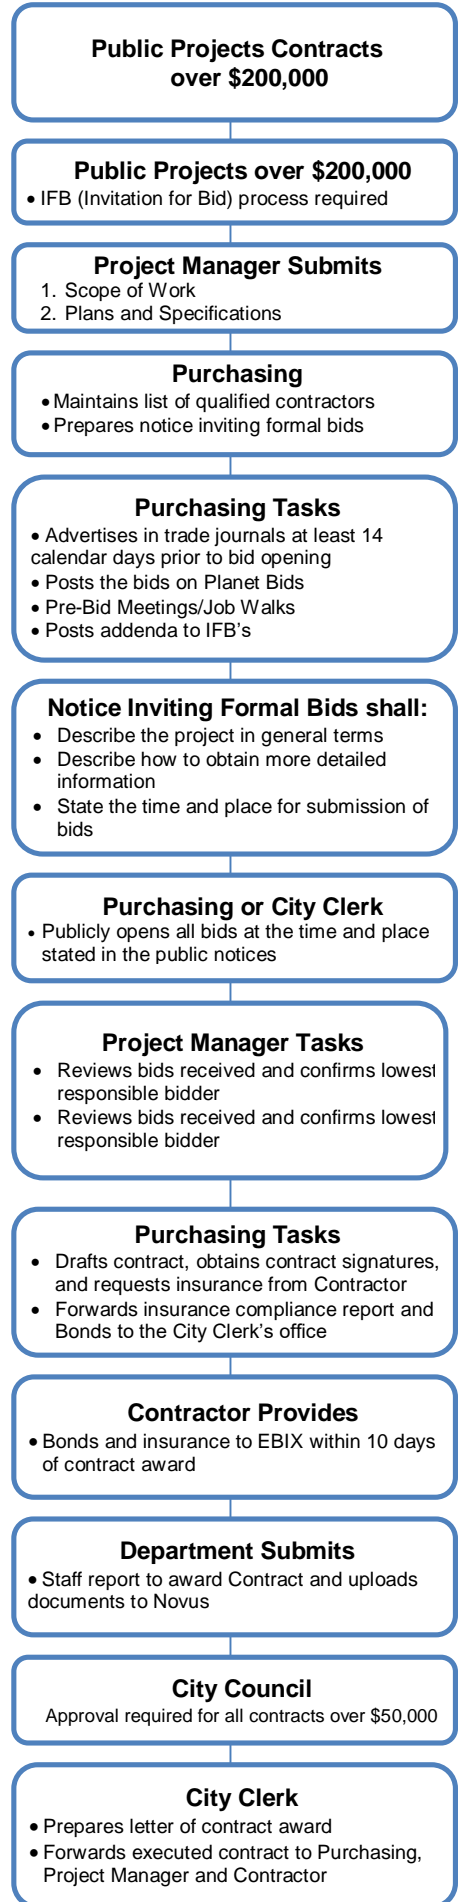 Public Projects Contracts
over $200,000
Public Projects over $200,000
• IFB (Invitation for Bid) process required
Project Manager Submits
1. Scope of Work
2. Plans and Specifications
Purchasing
• Maintains list of qualified contractors
• Prepares notice inviting formal bids
Purchasing Tasks
• Advertises in trade journals at least 14
calendar days prior to bid opening
• Posts the bids on Planet Bids
• Pre-Bid Meetings/Job Walks
• Posts addenda to IFB's
Notice Inviting Formal Bids shall:
• Describe the project in general terms
• Describe how to obtain more detailed
information
• State the time and place for submission of
bids
Purchasing or City Clerk
• Publicly opens all bids at the time and place
stated in the public notices
Project Manager Tasks
• Reviews bids received and confirms lowest
responsible bidder
• Reviews bids received and confirms lowest
responsible bidder
Purchasing Tasks
• Drafts contract, obtains contract signatures,
and requests insurance from Contractor
• Forwards insurance compliance report and
Bonds to the City Clerk's office
Contractor Provides
• Bonds and insurance to EBIX within 10 days
of contract award
Department Submits
• Staff report to award Contract and uploads
documents to Novus
City Council
Approval required for all contracts over $50,000
City Clerk
• Prepares letter of contract award
• Forwards executed contract to Purchasing,
Project Manager and Contractor